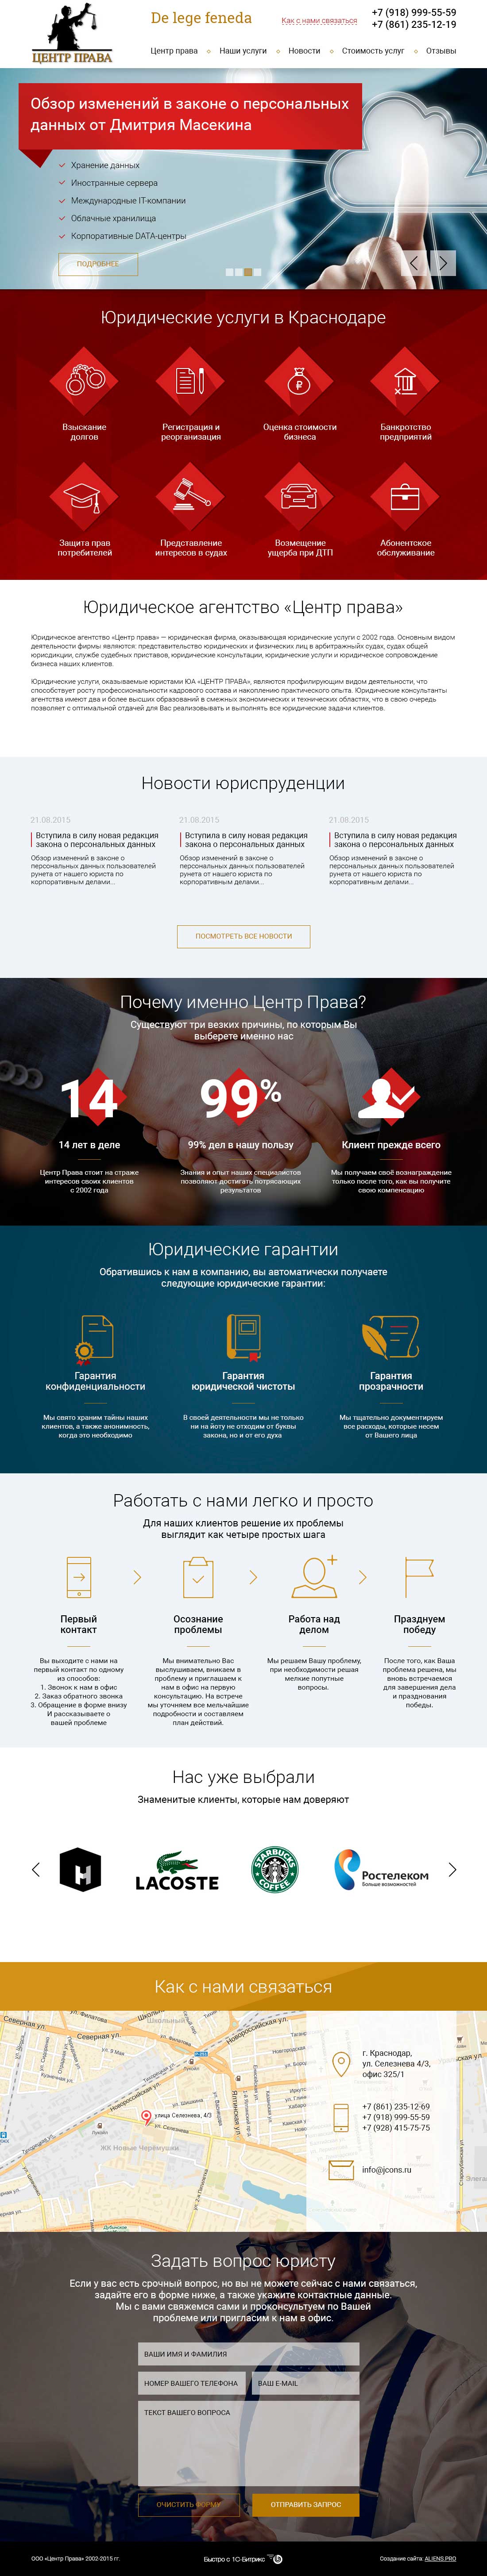 ЦЕНТР ПРАВА
De lege feneda
Как с нами связаться
+7 (918) 999-55-59
+7 (861) 235-12-19
Центр права
Наши услуги
Новости
Стоимость услуг
Отзывы
Обзор изменений в законе о персональных
данных от Дмитрия Масекина
Хранение данных
Иностранные сервера
Международные IT-компании
Облачные хранилища
Корпоративные DATA-центры
ПОДРОБНЕЕ
Юридические услуги в Краснодаре
Взыскание
долгов
Регистрация и
реорганизация
Оценка стоимости
бизнеса
Банкротство
предприятий
Защита прав
потребителей
Представление
интересов в судах
Возмещение
ущерба при ДТП
Абонентское
обслуживание
Юридическое агентство «Центр права»
Юридическое агентство «Центр права» — юридическая фирма, оказывающая юридические услуги с 2002 года. Основным видом
деятельности фирмы являются: представительство юридических и физических лиц в арбитражныйх судах, судах общей
юрисдикции, службе судебных приставов, юридические консультации, юридические услуги и юридическое сопровождение
бизнеса наших клиентов.
Юридические услуги, оказываемые юристами ЮА «ЦЕНТР ПРАВА», являются профилирующим видом деятельности, что
способствует росту профессиональности кадрового состава и накоплению практического опыта. Юридические консультанты
агентства имеют два и более высших образований в смежных экономических и технических областях, что в свою очередь
позволяет с оптимальной отдачей для Вас реализовывать и выполнять все юридические задачи клиентов.
Новости юриспруденции
21.08.2015
Вступила в силу новая редакция
закона о персональных данных
Обзор изменений в законе о
персональных данных пользователей
рунета от нашего юриста по
корпоративным делами...
21.08.2015
Вступила в силу новая редакция
закона о персональных данных
Обзор изменений в законе о
персональных данных пользователей
рунета от нашего юриста по
корпоративным делами...
21.08.2015
Вступила в силу новая редакция
закона о персональных данных
Обзор изменений в законе о
персональных данных пользователей
рунета от нашего юриста по
корпоративным делами...
ПОСМОТРЕТЬ ВСЕ НОВОСТИ
Почему именно Центр Права?
Существуют три везких причины, по которым Вы
выберете именно нас
14
14 лет в деле
Центр Права стоит на страже
интересов своих клиентов
с 2002 года
99%
99% дел в нашу пользу
Знания и опыт наших специалистов
позволяют достигать потрясающих
результатов
Клиент прежде всего
Мы получаем своё вознаграждение
только после того, как вы получите
свою компенсацию
Юридические гарантии
Обратившись к нам в компанию, вы автоматически получаете
следующие юридические гарантии:
Гарантия
конфиденциальности
Мы свято храним тайны наших
клиентов, а также анонимность,
когда это необходимо
Гарантия
юридической чистоты
В своей деятельности мы не только
ни на йоту не отходим от буквы
закона, но и от его духа
Гарантия
прозрачности
Мы тщательно документируем
все расходы, которые несем
от Вашего лица
Работать с нами легко и просто
Для наших клиентов решение их проблемы
выглядит как четыре простых шага
Первый
контакт
Вы выходите с нами на
первый контакт по одному
из способов:
1. Звонок к нам в офис
2. Заказ обратного звонка
3. Обращение в форме внизу
И рассказываете о
вашей проблеме
Осознание
проблемы
Мы внимательно Вас
выслушиваем, вникаем в
проблему и приглашаем к
нам в офис на первую
консультацию. На встрече
мы уточняем все мельчайшие
подробности и составляем
план действий.
Работа над
делом
Мы решаем Вашу проблему,
при необходимости решая
мелкие попутные
вопросы.
Празднуем
победу
После того, как Ваша
проблема решена, мы
вновь встречаемся
для завершения дела
и празднования
победы.
Нас уже выбрали
Знаменитые клиенты, которые нам доверяют
LACOSTE
STARBUCKS
COFFEE
Ростелеком
Больше возможностей
Как с нами связаться
Северная ул.
ул. Филатова
Школьный
Северная ул.
Новороссийская ул.
Новороссийская ул.
Ялтинская ул.
улица Селезнева, 4/3
ул. Селезнева
ЖК Новые Черёмушки
Старокубанская ул.
г. Краснодар,
ул. Селезнева 4/3,
офис 325/1
+7 (861) 235-12-69
+7 (918) 999-55-59
+7 (928) 415-75-75
info@jcons.ru
Задать вопрос юристу
Если у вас есть срочный вопрос, но вы не можете сейчас с нами связаться,
задайте его в форме ниже, а также укажите контактные данные.
Мы с вами свяжемся сами и проконсультуем по Вашей
проблеме или пригласим к нам в офис.
ВАШИ ИМЯ И ФАМИЛИЯ
НОМЕР ВАШЕГО ТЕЛЕФОНА
ВАШ E-MAIL
ТЕКСТ ВАШЕГО ВОПРОСА
ОЧИСТИТЬ ФОРМУ
ОТПРАВИТЬ ЗАПРОС
ООО «Центр Права» 2002-2015 гг.
Быстро с 1С-Битрикс
Создание сайта: ALIENS PRO